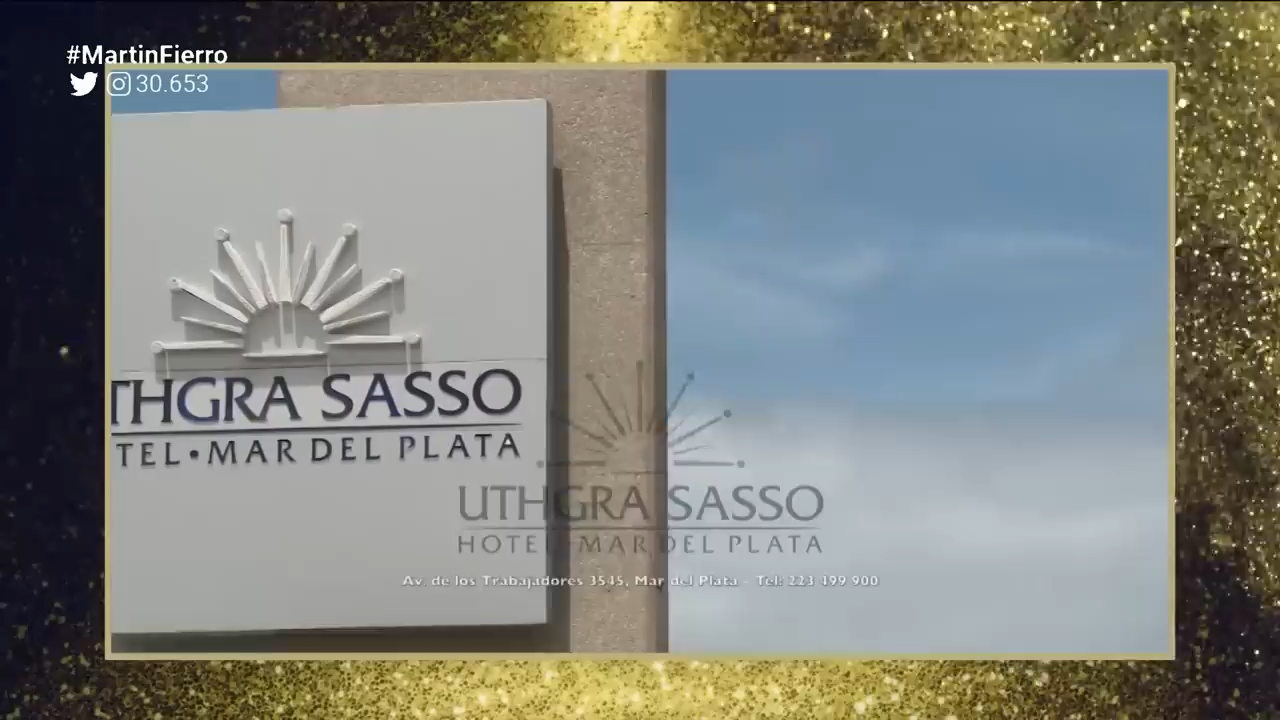 #MartinFierro
30.653
THGRA SASSO
TEL•MAR DEL PLATA
UTHGRA SASSO
HOTEL•MAR DEL PLATA
Av. de los Trabajadores 3545, Mar del Plata - Tel: 223 499 900